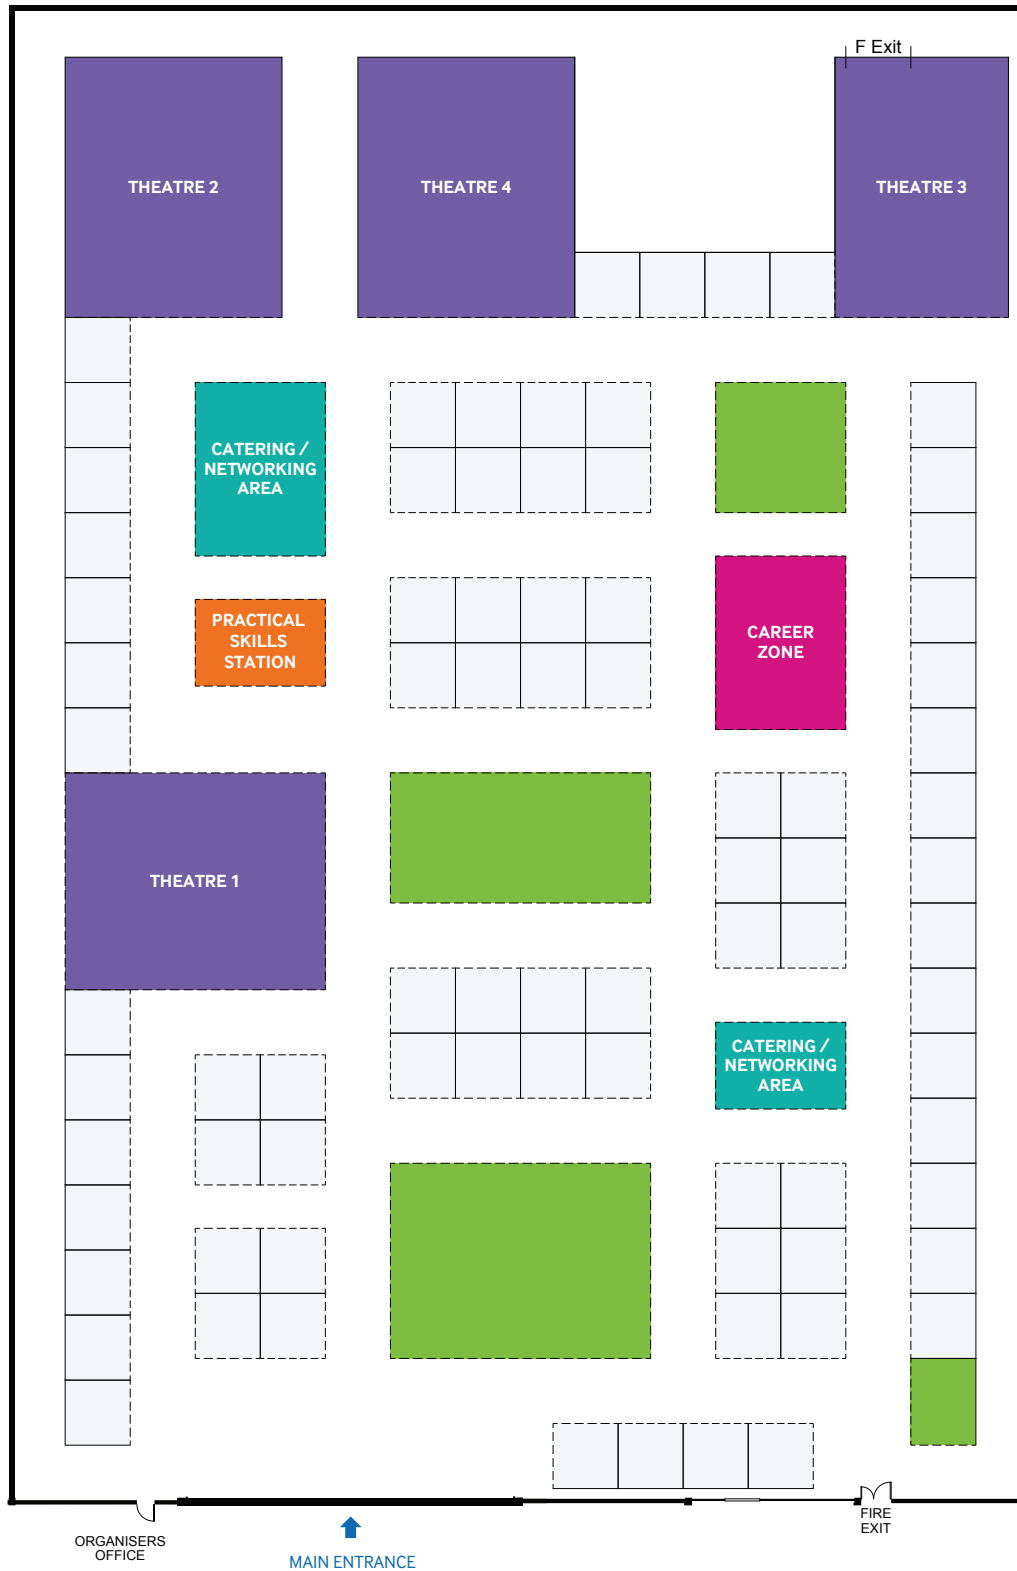 F Exit
THEATRE 2
THEATRE 4
THEATRE 3
CATERING /
NETWORKING
AREA
PRACTICAL
SKILLS
STATION
CAREER
ZONE
THEATRE 1
CATERING /
NETWORKING
AREA
ORGANISERS
OFFICE
MAIN ENTRANCE
FIRE
EXIT